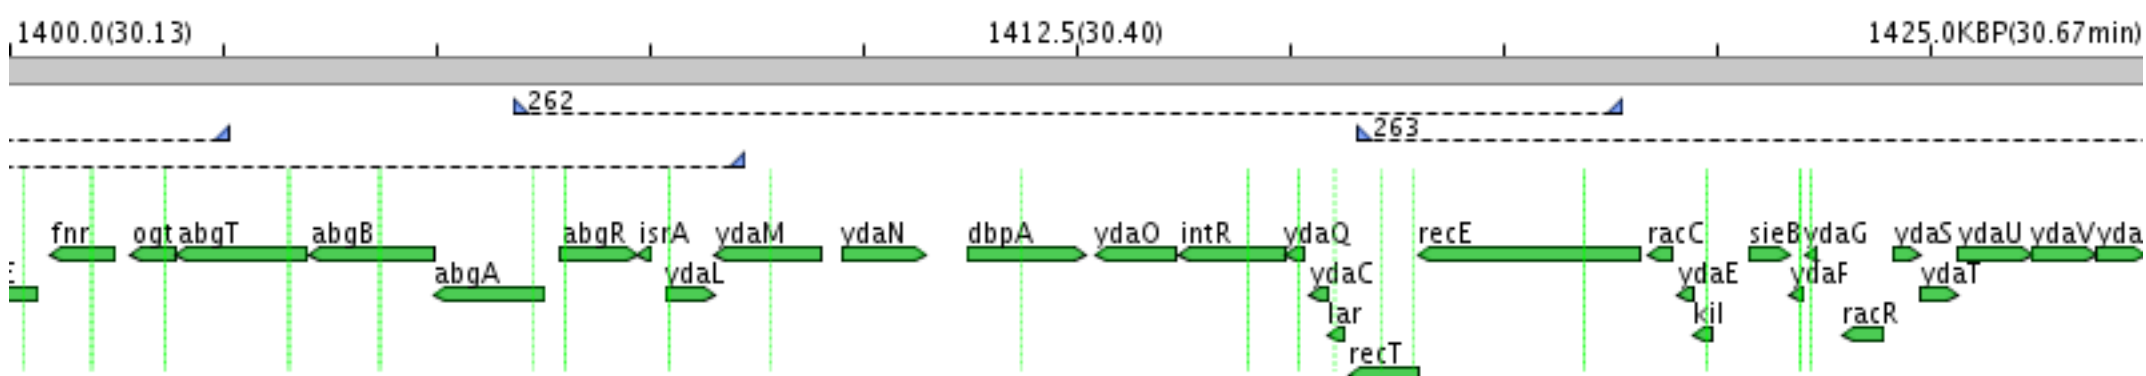 1400.0(30.13) 1412.5(30.40) 1425.0KBP(30.67min)
262
263
fnr ogt abgT abgB abgR isrA ydaM ydaN dbpA ydaO intR ydaQ recE racC sieB ydaG ydaS ydaU ydaV yda
E abgA ydaL ydaC ydaE ydaF ydaT
lar kil racR
recT